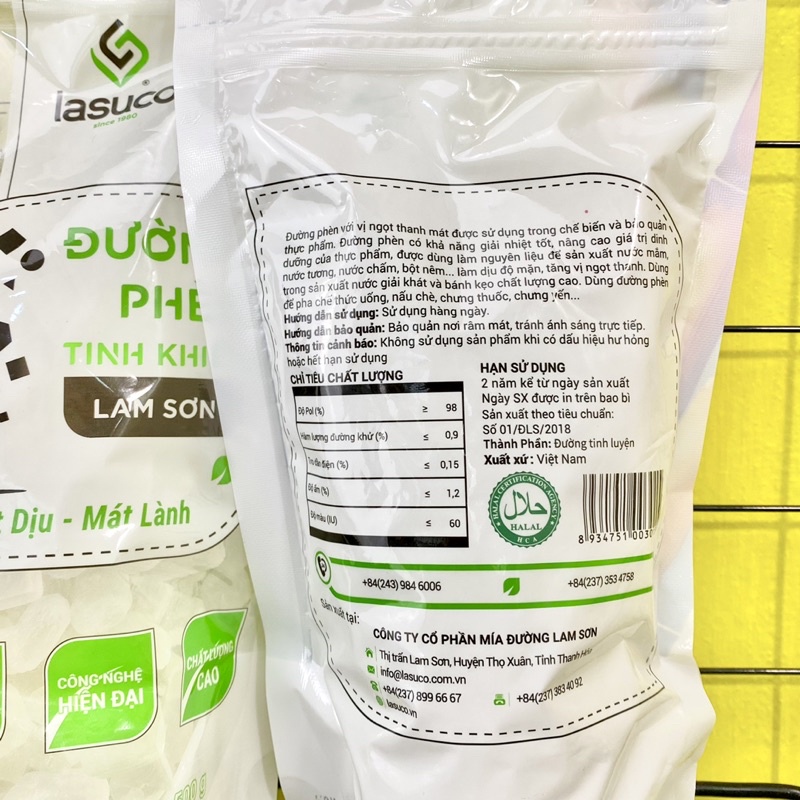 lasuco
since 1980
ĐƯỜN
PHÈ
TINH KHI
LAM SƠN
Dịu - Mát Lành
CÔNG NGHỆ
HIỆN ĐẠI
CHẤT LƯỢNG
CAO
500 g
Đường phèn với vị ngọt thanh mát được sử dụng trong chế biến và bảo quản
thực phẩm. Đường phèn có khả năng giải nhiệt tốt, nâng cao giá trị dinh
dưỡng của thực phẩm, được dùng làm nguyên liệu để sản xuất nước mắm,
nước tương, nước chấm, bột nêm... làm dịu độ mặn, tăng vị ngọt thanh. Dùng
trong sản xuất nước giải khát và bánh kẹo chất lượng cao. Dùng đường phèn
để pha chế thức uống, nấu chè, chưng thuốc, chưng yến...
Hướng dẫn sử dụng: Sử dụng hàng ngày.
Hướng dẫn bảo quản: Bảo quản nơi râm mát, tránh ánh sáng trực tiếp.
Thông tin cảnh báo: Không sử dụng sản phẩm khi có dấu hiệu hư hỏng
hoặc hết hạn sử dụng
CHỈ TIÊU CHẤT LƯỢNG
Độ Pol (%) ≥ 98
Hàm lượng đường khử (%) ≤ 0,9
Tro dẫn điện (%) ≤ 0,15
Độ ẩm (%) ≤ 1,2
Độ màu (IU) ≤ 60
HẠN SỬ DỤNG
2 năm kể từ ngày sản xuất
Ngày SX được in trên bao bì
Sản xuất theo tiêu chuẩn:
Số 01/ĐLS/2018
Thành Phần: Đường tinh luyện
Xuất xứ: Việt Nam
HALAL CERTIFICATION AGENCY
حلال
HALAL
HCA
8 934751 0030
+84(243) 984 6006
+84(237) 353 4758
Sản xuất tại:
CÔNG TY CỔ PHẦN MÍA ĐƯỜNG LAM SƠN
Thị trấn Lam Sơn, Huyện Thọ Xuân, Tỉnh Thanh Hóa
info@lasuco.com.vn
+84(237) 899 66 67
+84(237) 383 40 92
lasuco.vn